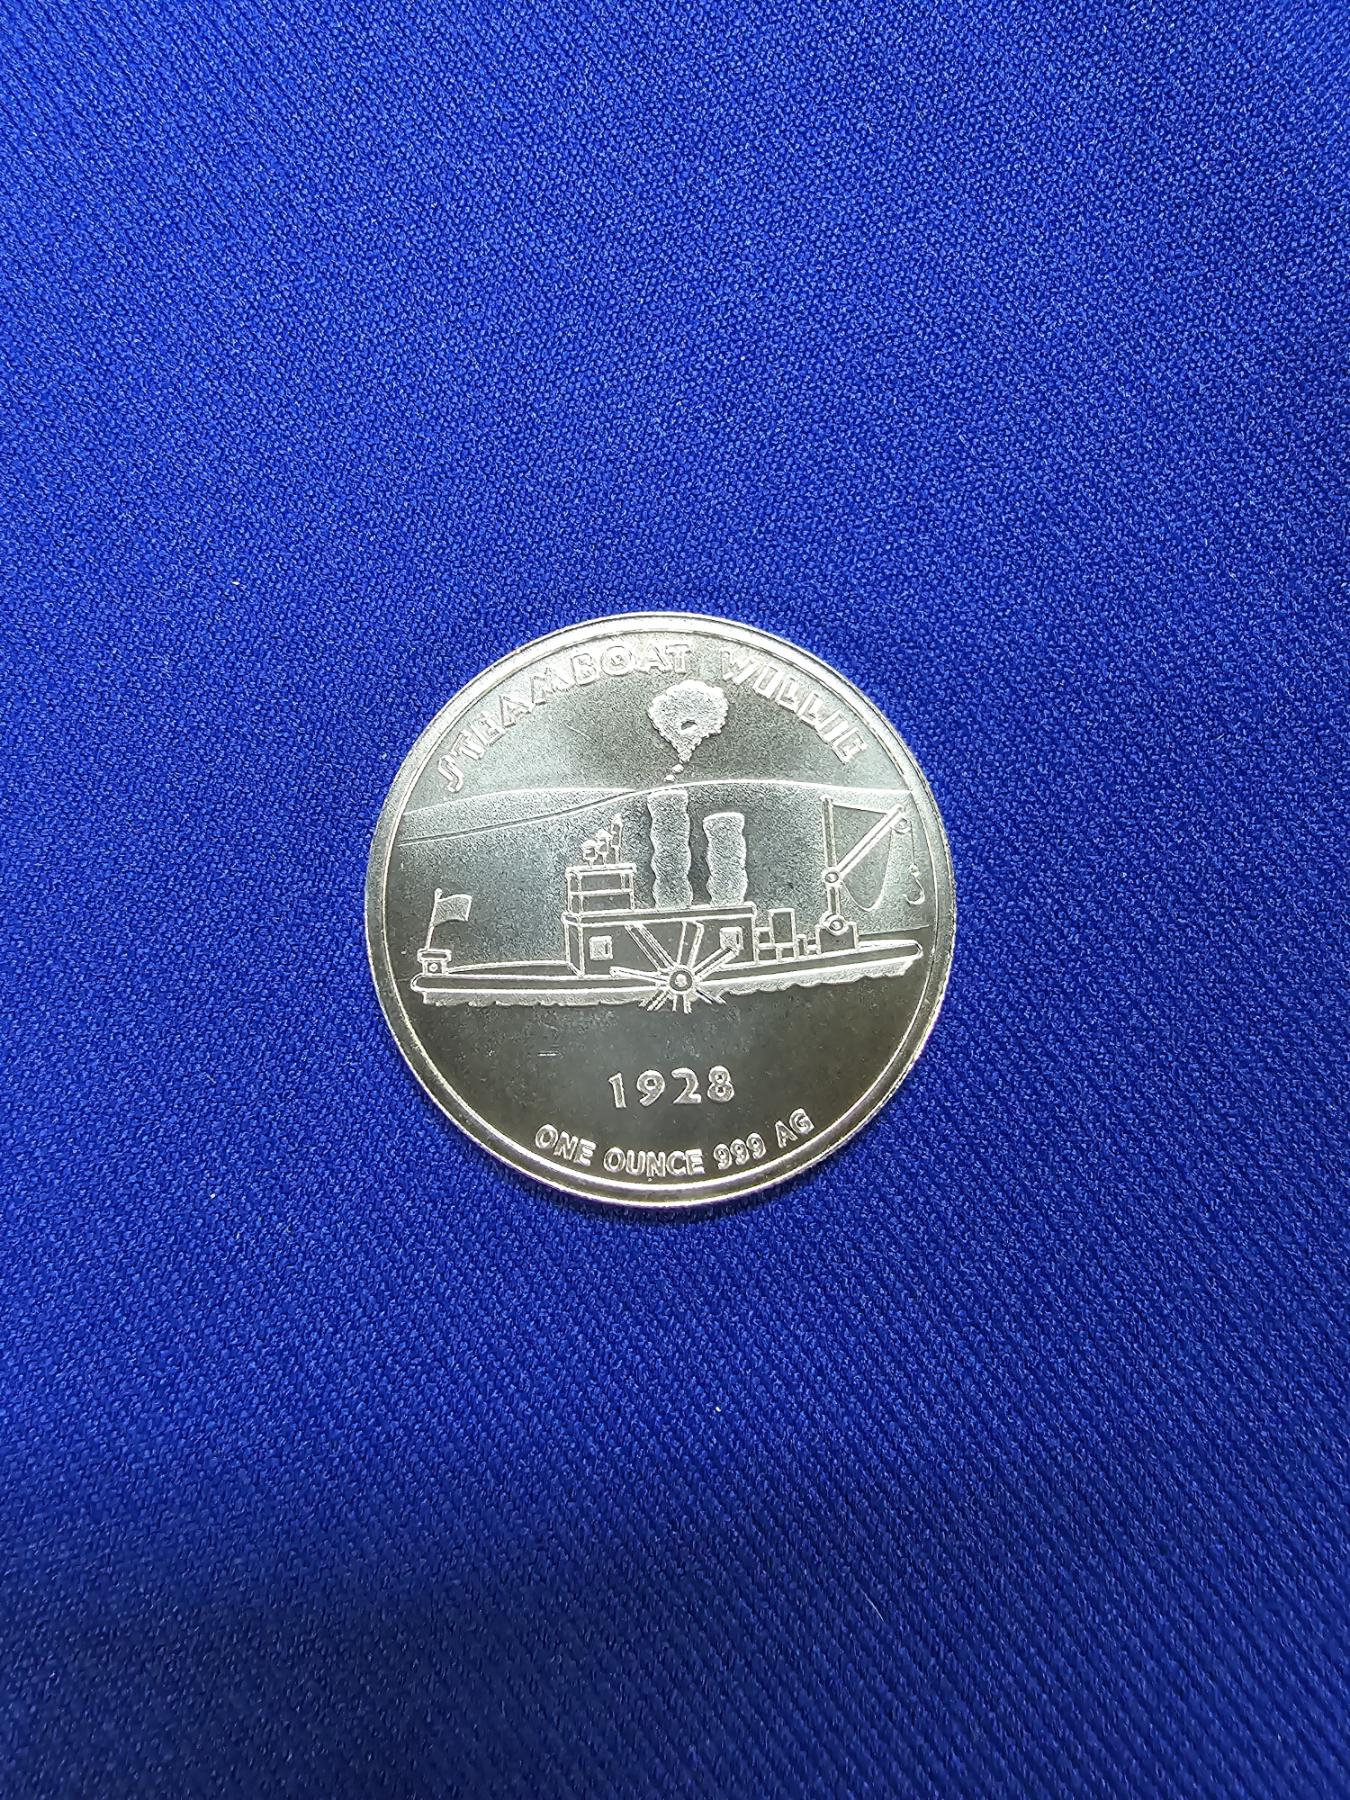 STEAMBOAT WILLIE
1928
ONE OUNCE 999 AG